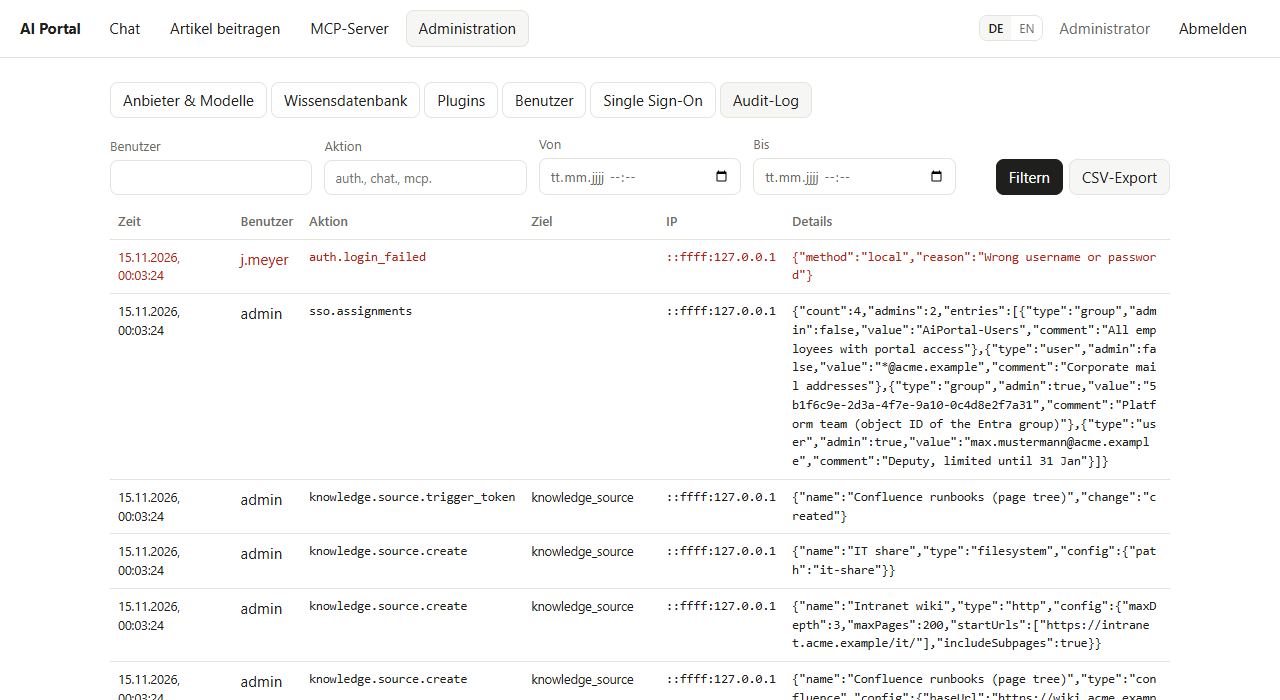 AI Portal Chat Artikel beitragen MCP-Server Administration DE EN Administrator Abmelden
Anbieter & Modelle Wissensdatenbank Plugins Benutzer Single Sign-On Audit-Log
Benutzer Aktion Von Bis
auth., chat., mcp. tt.mm.jjjj --:-- tt.mm.jjjj --:-- Filtern CSV-Export
Zeit Benutzer Aktion Ziel IP Details
15.11.2026, j.meyer auth.login_failed ::ffff:127.0.0.1 {"method":"local","reason":"Wrong username or passwor
00:03:24 d"}
15.11.2026, admin sso.assignments ::ffff:127.0.0.1 {"count":4,"admins":2,"entries":[{"type":"group","adm
00:03:24 in":false,"value":"AiPortal-Users","comment":"All emp
loyees with portal access"},{"type":"user","admin":fa
lse,"value":"*@acme.example","comment":"Corporate mai
l addresses"},{"type":"group","admin":true,"value":"5
b1f6c9e-2d3a-4f7e-9a10-0c4d8e2f7a31","comment":"Platf
orm team (object ID of the Entra group)"},{"type":"us
er","admin":true,"value":"max.mustermann@acme.exampl
e","comment":"Deputy, limited until 31 Jan"}]}
15.11.2026, admin knowledge.source.trigger_token knowledge_source ::ffff:127.0.0.1 {"name":"Confluence runbooks (page tree)","change":"c
00:03:24 reated"}
15.11.2026, admin knowledge.source.create knowledge_source ::ffff:127.0.0.1 {"name":"IT share","type":"filesystem","config":{"pat
00:03:24 h":"it-share"}}
15.11.2026, admin knowledge.source.create knowledge_source ::ffff:127.0.0.1 {"name":"Intranet wiki","type":"http","config":{"maxD
00:03:24 epth":3,"maxPages":200,"startUrls":["https://intrane
t.acme.example/it/"],"includeSubpages":true}}
15.11.2026, admin knowledge.source.create knowledge_source ::ffff:127.0.0.1 {"name":"Confluence runbooks (page tree)","type":"con
00:03:24 fluence","config":{"baseUrl":"https://wiki.acme.examp